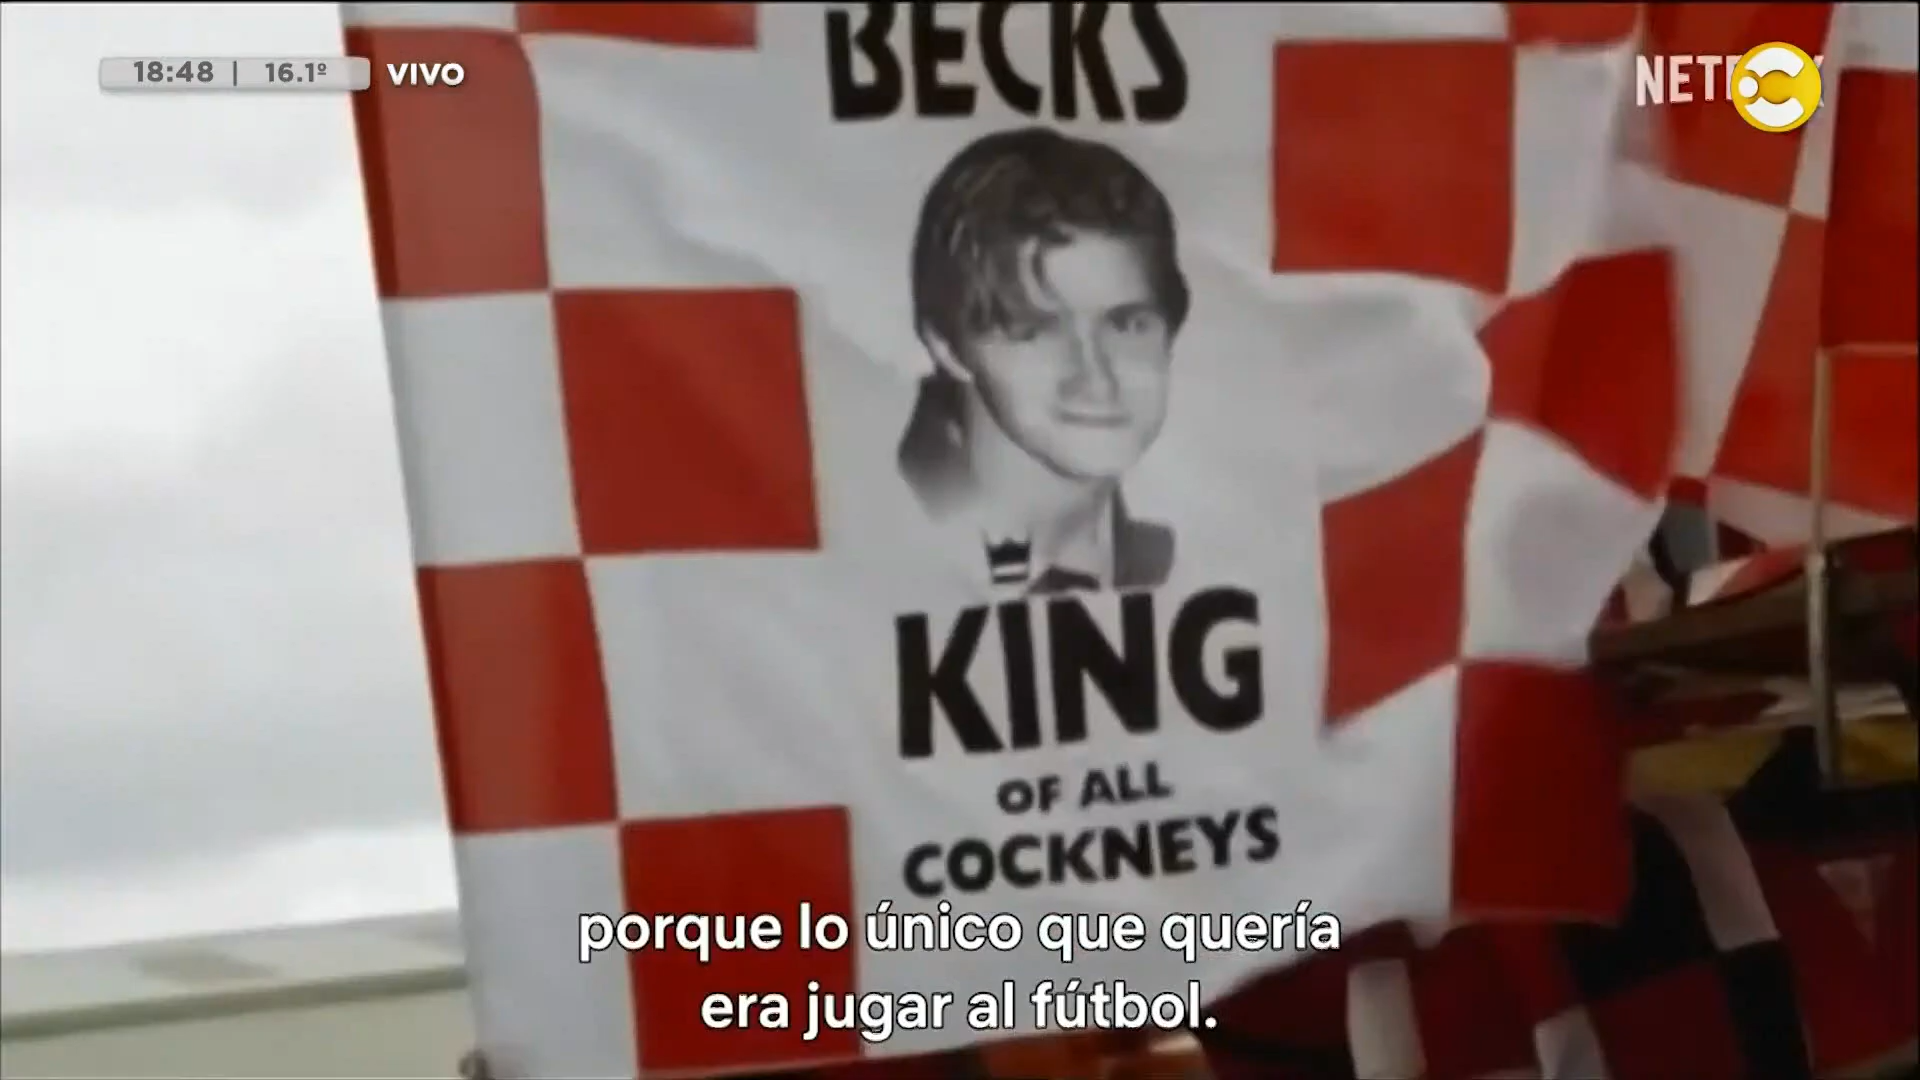 BECKS
18:48 | 16.1º VIVO
NETFLIX
KING
OF ALL
COCKNEYS
porque lo único que quería
era jugar al fútbol.